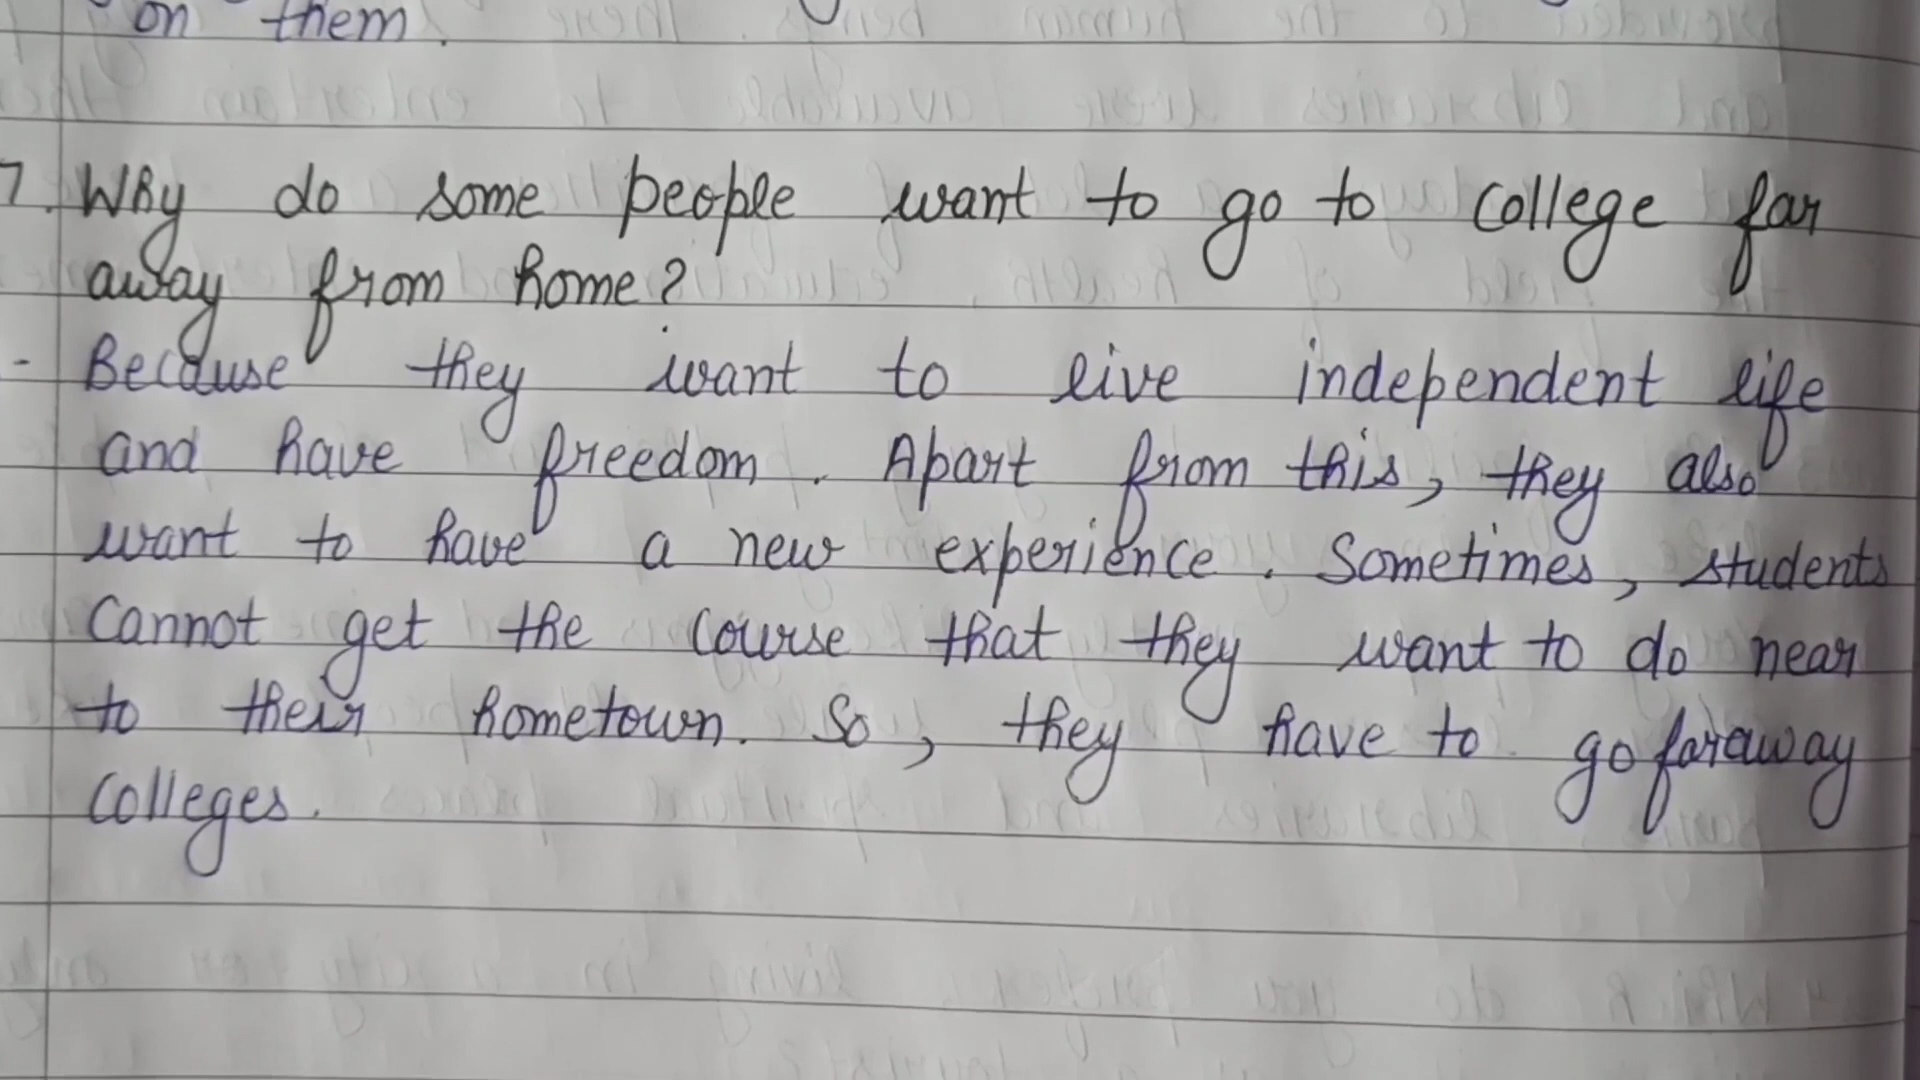 on them.
7. Why do some people want to go to college far
away from home?
- Because they want to live independent life
and have freedom. Apart from this, they also
want to have a new experience. Sometimes, students
cannot get the course that they want to do near
to their hometown. So, they have to go faraway
colleges.